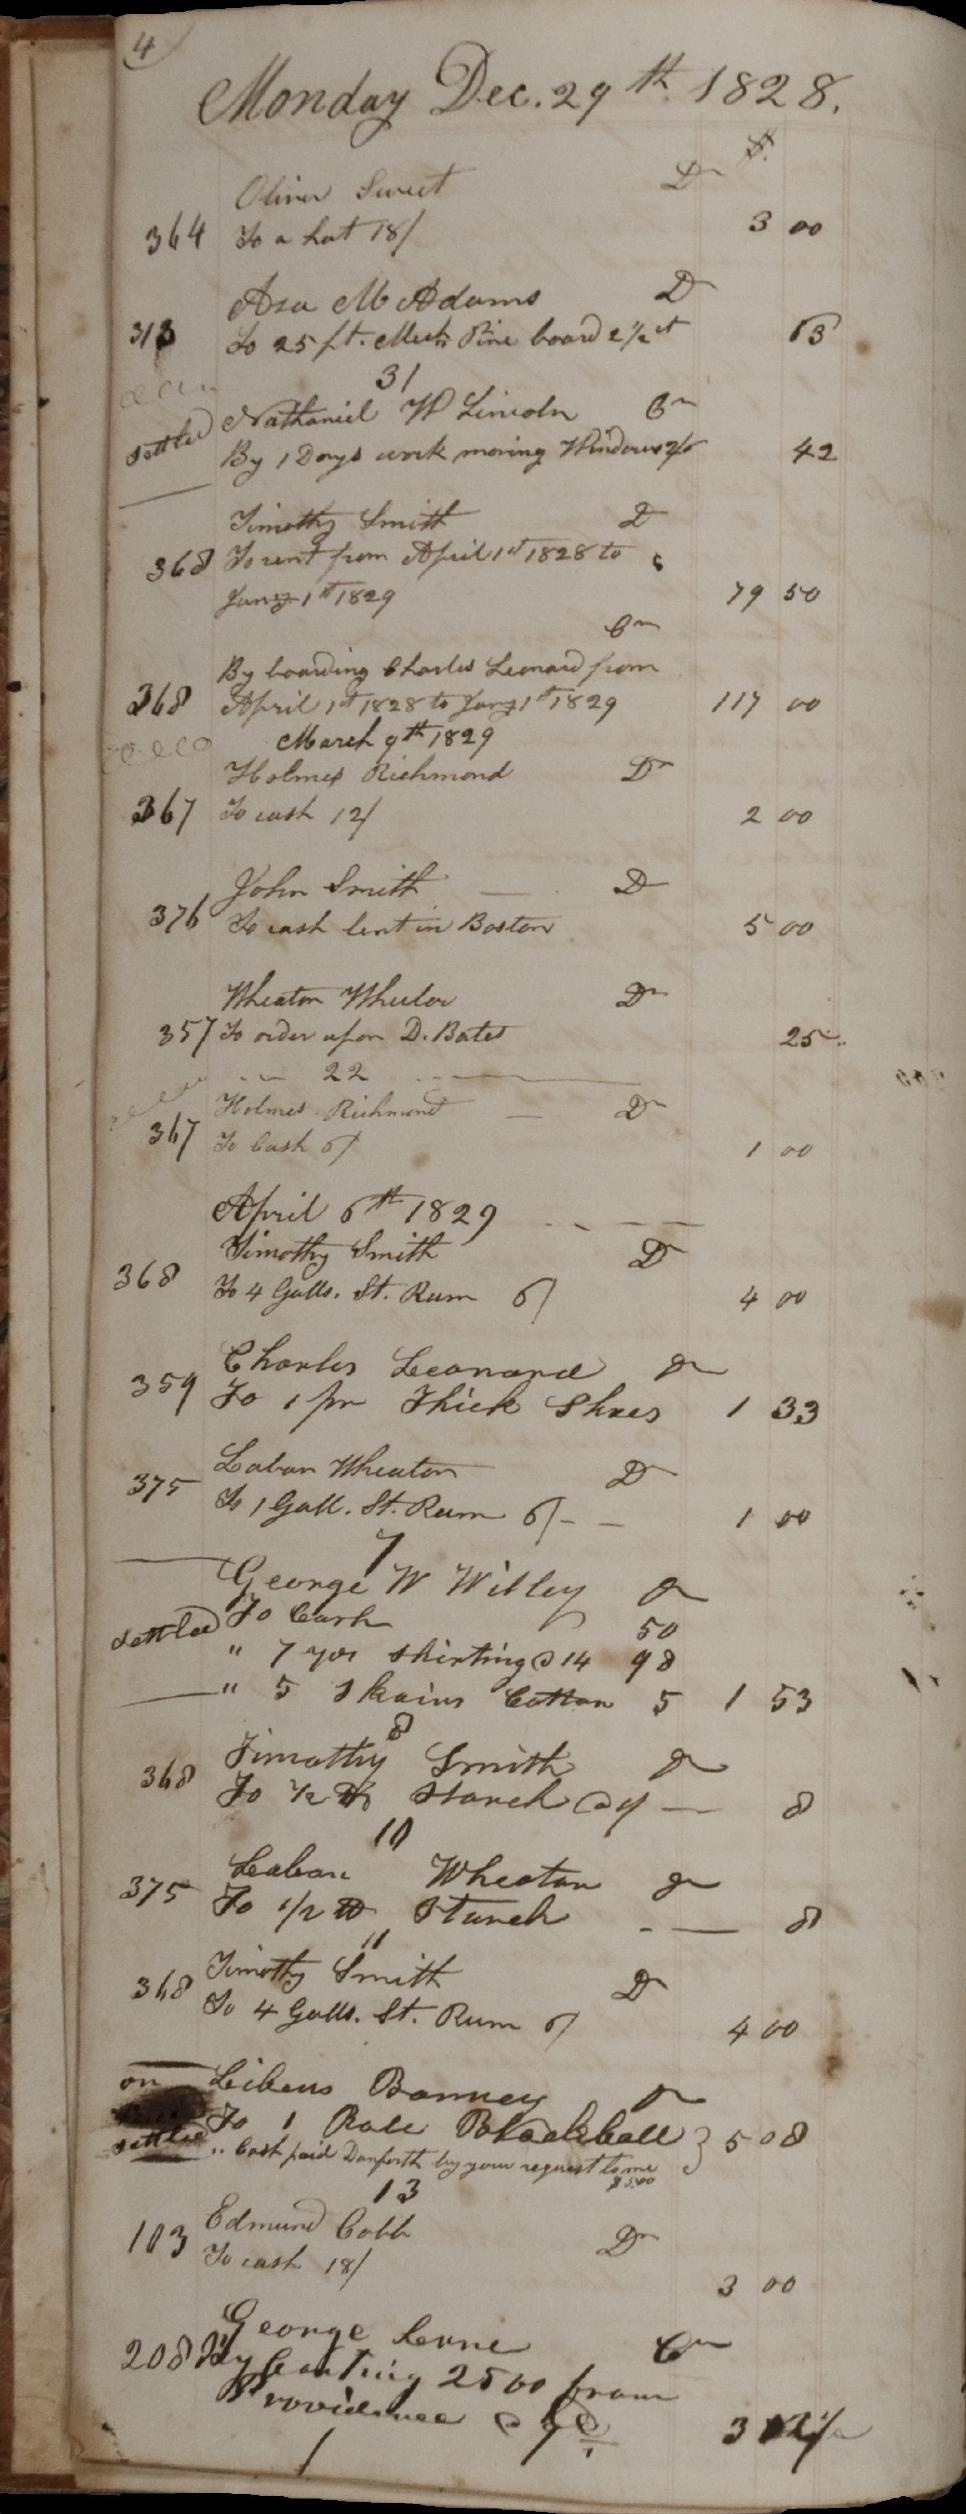 4
Monday Dec. 29th 1828.
$.
Oliver Sweet Dr
364 To a hat 18/ 3 00
Asa M Adams Dr
313 To 25 ft. Mech Pine board 2½ ct 63
31
Nathaniel W Lincoln Cr
settled By 1 Days work moving Windows 2/6 42
Timothy Smith Dr
368 To rent from April 1st 1828 to
Jany 1st 1829 79 50
Cr
By boarding Charles Leonard from
368 April 1st 1828 to Jany 1st 1829 117 00
March 9th 1829
Holmes Richmond Dr
367 To cash 12/ 2 00
John Smith Dr
376 To cash lent in Boston 5 00
Wheaton Wheeler Dr
357 To order upon D. Bates 25
22
Holmes Richmond Dr
367 To Cash 6/ 1 00
April 6th 1829
Timothy Smith Dr
368 To 4 Galls. St. Rum 6/ 4 00
Charles Leonard Dr
359 To 1 pr Thick Shoes 1 33
Laban Wheaton Dr
375 To 1 Gall. St. Rum 6/ 1 00
7
George W Willey Dr
settled To Cash 50
" 7 yds shirting @ 14 98
" 5 Skains Cotton 5 1 53
8
Timothy Smith Dr
368 To ½ lb Starch 8
10
Laban Wheaton Dr
375 To 1/2 lb Starch 8
11
Timothy Smith Dr
368 To 4 Galls. St. Rum 6/ 4 00
on Libeus Bonney Dr
settled To 1 Blackball } 5 08
" Cash paid Danforth by your request to me $5.00
13
Edmund Cobb Dr
103 To cash 18/ 3 00
George Crane Cr
208 By Carting 2500 from
Providence